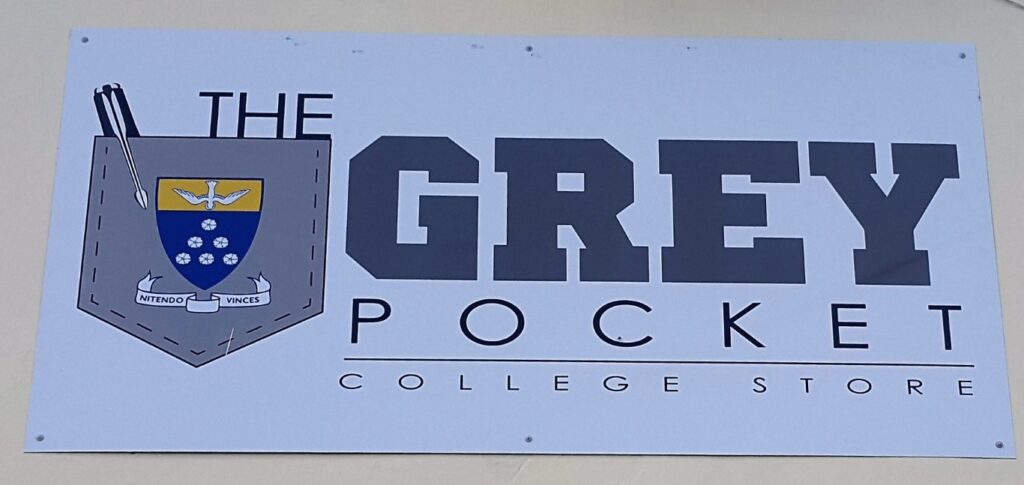 THE
GREY
POCKET
COLLEGE STORE
NITENDO VINCES